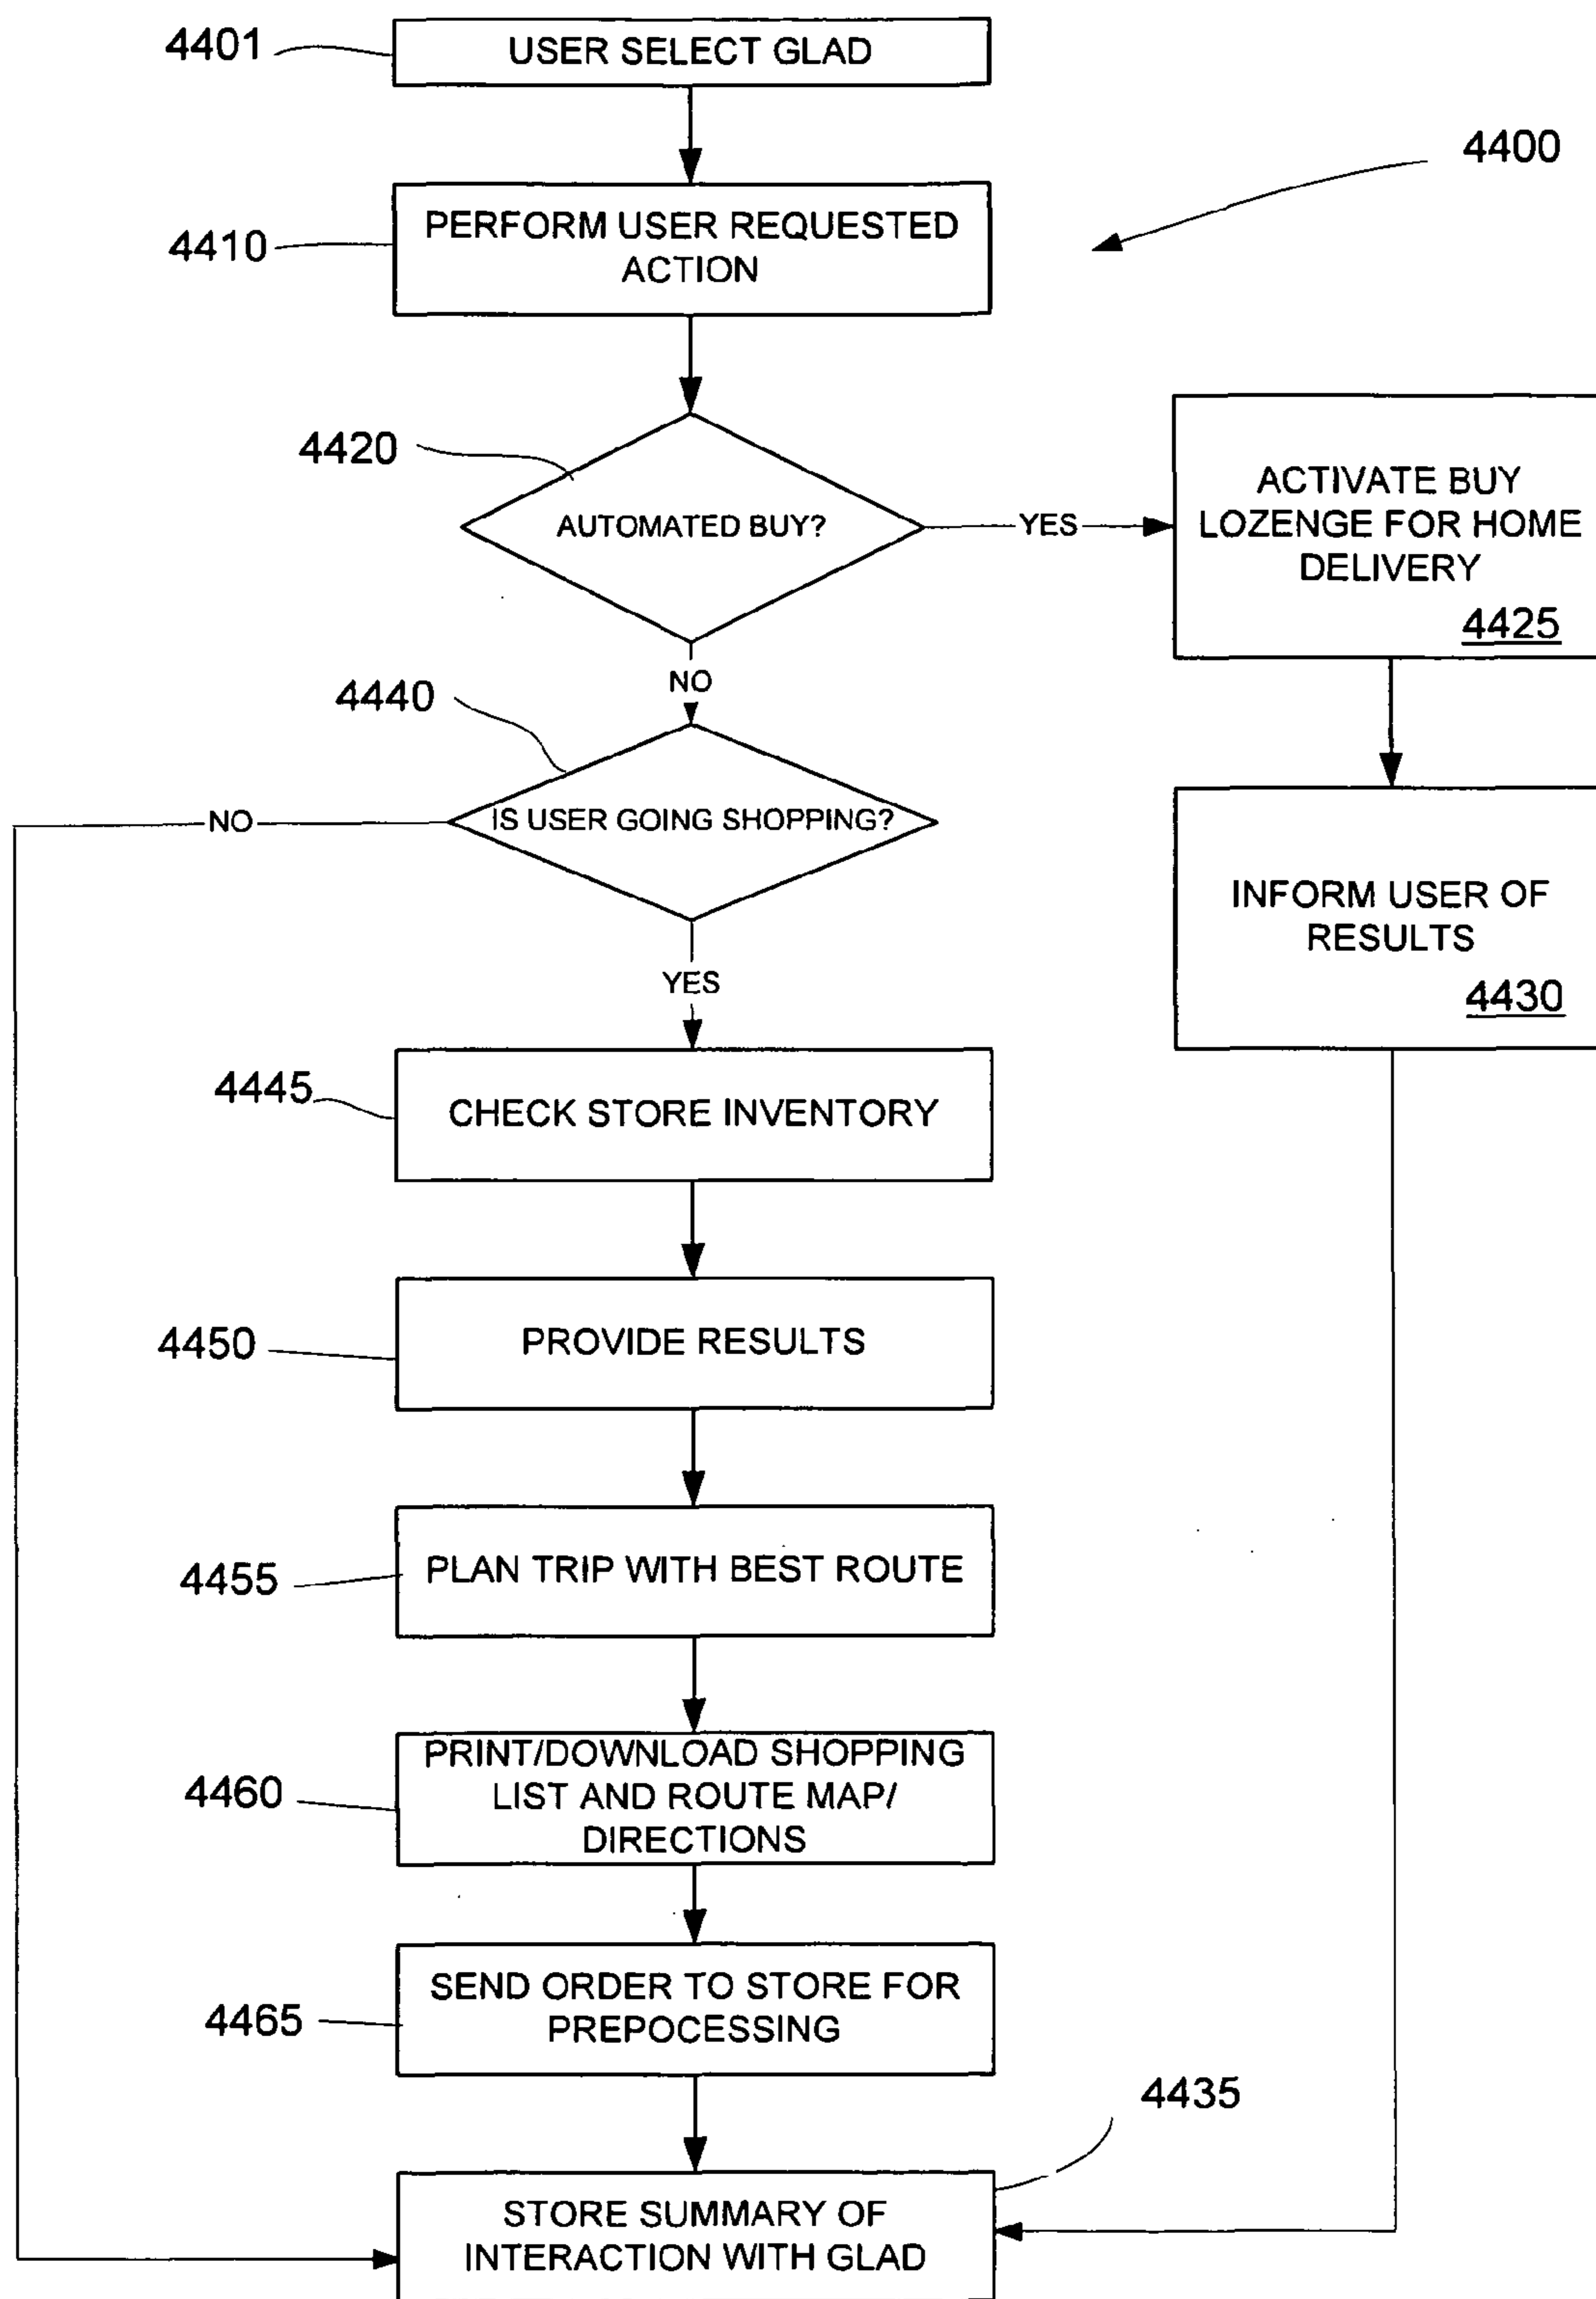 4401
USER SELECT GLAD
4400
4410
PERFORM USER REQUESTED
ACTION
4420
AUTOMATED BUY?
YES
ACTIVATE BUY
LOZENGE FOR HOME
DELIVERY
4425
NO
4440
IS USER GOING SHOPPING?
NO
YES
INFORM USER OF
RESULTS
4430
4445
CHECK STORE INVENTORY
4450
PROVIDE RESULTS
4455
PLAN TRIP WITH BEST ROUTE
4460
PRINT/DOWNLOAD SHOPPING
LIST AND ROUTE MAP/
DIRECTIONS
4465
SEND ORDER TO STORE FOR
PREPOCESSING
4435
STORE SUMMARY OF
INTERACTION WITH GLAD